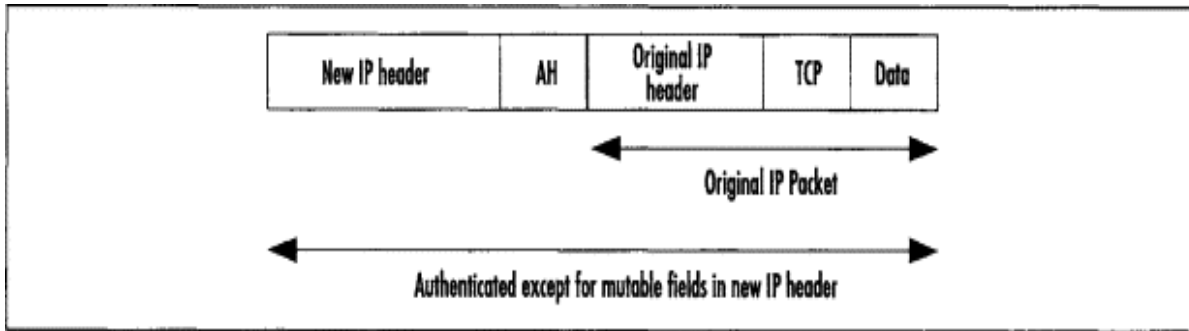 New IP header
AH
Original IP
header
TCP
Data
Original IP Packet
Authenticated except for mutable fields in new IP header